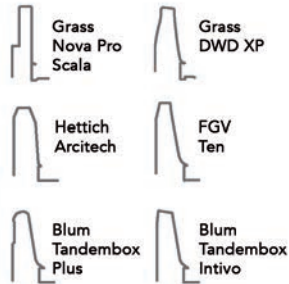 Grass
Nova Pro
Scala
Grass
DWD XP
Hettich
Arcitech
FGV
Ten
Blum
Tandembox
Plus
Blum
Tandembox
Intivo